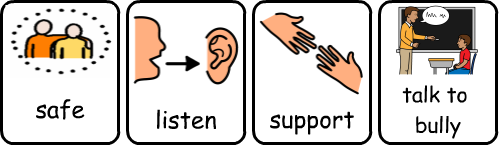 safe
listen
support
talk to
bully